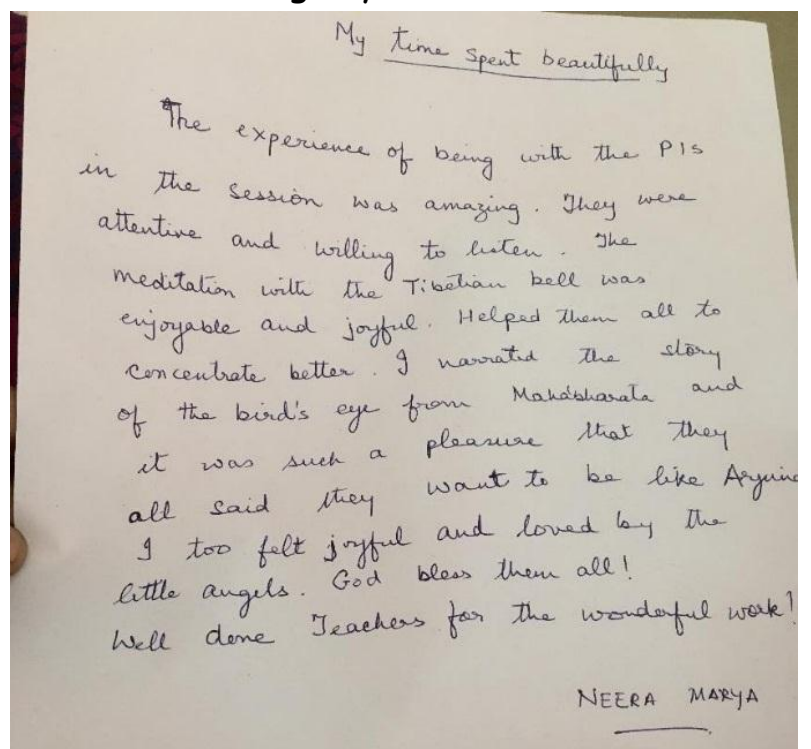 My time spent beautifully
The experience of being with the PIs
in the session was amazing. They were
attentive and willing to listen. The
meditation with the Tibetian bell was
enjoyable and joyful. Helped them all to
concentrate better. I narrated the story
of the bird's eye from Mahabharata and
it was such a pleasure that they
all said they want to be like Arjuna
I too felt joyful and loved by the
little angels. God bless them all!
Well done Teachers for the wonderful work!
NEERA MARYA